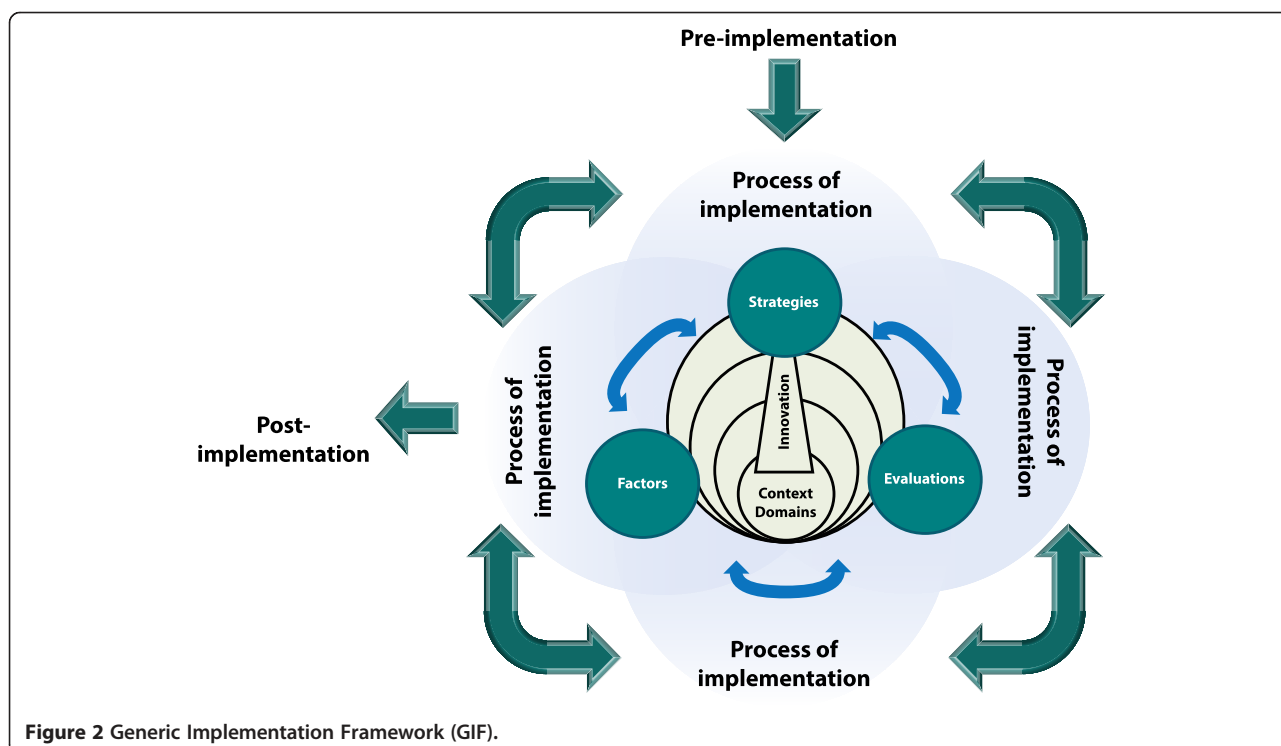 Pre-implementation
Process of
implementation
Strategies
Process of
implementation
Innovation
Process of
implementation
Post-
implementation
Factors
Evaluations
Context
Domains
Process of
implementation
Figure 2 Generic Implementation Framework (GIF).